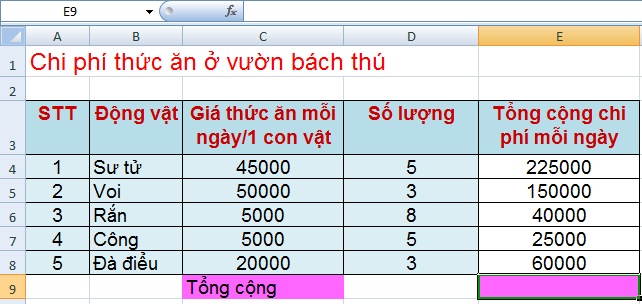 E9 fx
A B C D E
1 Chi phí thức ăn ở vườn bách thú
2
3 STT Động vật Giá thức ăn mỗi ngày/1 con vật Số lượng Tổng cộng chi phí mỗi ngày
4 1 Sư tử 45000 5 225000
5 2 Voi 50000 3 150000
6 3 Rắn 5000 8 40000
7 4 Công 5000 5 25000
8 5 Đà điểu 20000 3 60000
9 Tổng cộng